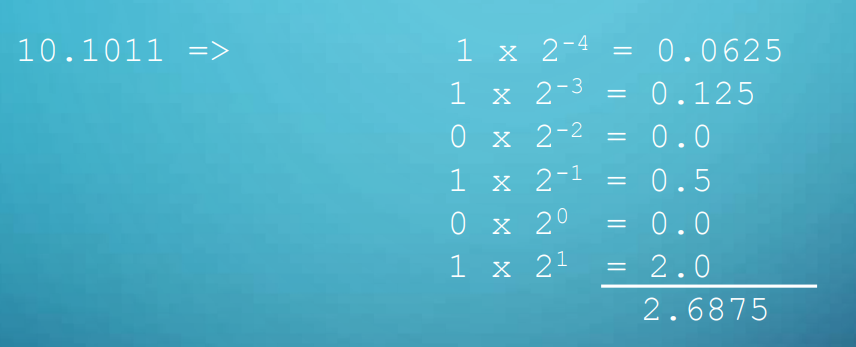 10.1011 => 1 x 2⁻⁴ = 0.0625
1 x 2⁻³ = 0.125
0 x 2⁻² = 0.0
1 x 2⁻¹ = 0.5
0 x 2⁰ = 0.0
1 x 2¹ = 2.0
2.6875